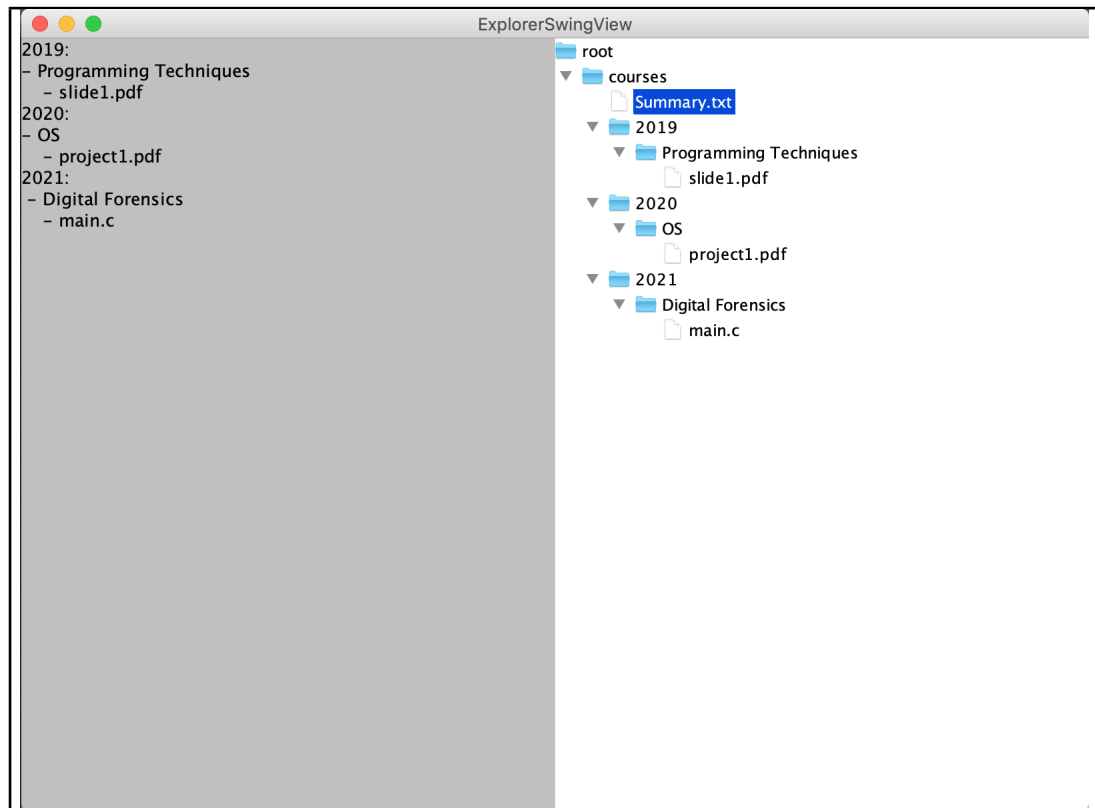 ExplorerSwingView
2019:
– Programming Techniques
– slide1.pdf
2020:
– OS
– project1.pdf
2021:
– Digital Forensics
– main.c
root
courses
Summary.txt
2019
Programming Techniques
slide1.pdf
2020
OS
project1.pdf
2021
Digital Forensics
main.c